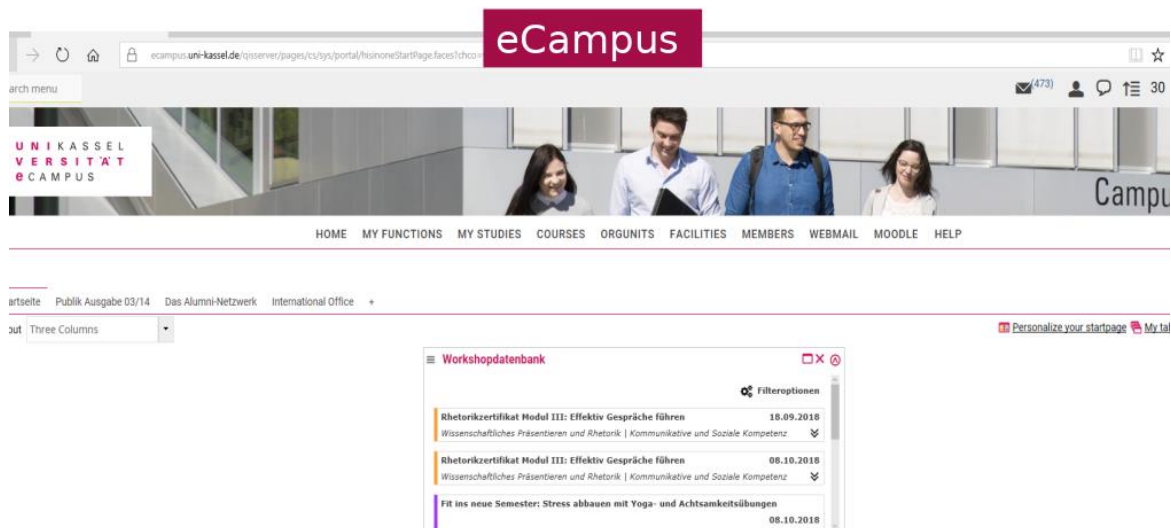 eCampus
ecampus.uni-kassel.de/qisserver/pages/cs/sys/portal/hisinoneStartPage.faces?chco=
arch menu
(473)
30
UNIKASSEL
VERSITÄT
eCAMPUS
Campu
HOME MY FUNCTIONS MY STUDIES COURSES ORGUNITS FACILITIES MEMBERS WEBMAIL MOODLE HELP
artseite Publik Ausgabe 03/14 Das Alumni-Netzwerk International Office +
out Three Columns
Personalize your startpage My tal
Workshopdatenbank
Filteroptionen
Rhetorikzertifikat Modul III: Effektiv Gespräche führen 18.09.2018
Wissenschaftliches Präsentieren und Rhetorik | Kommunikative und Soziale Kompetenz
Rhetorikzertifikat Modul III: Effektiv Gespräche führen 08.10.2018
Wissenschaftliches Präsentieren und Rhetorik | Kommunikative und Soziale Kompetenz
Fit ins neue Semester: Stress abbauen mit Yoga- und Achtsamkeitsübungen
08.10.2018